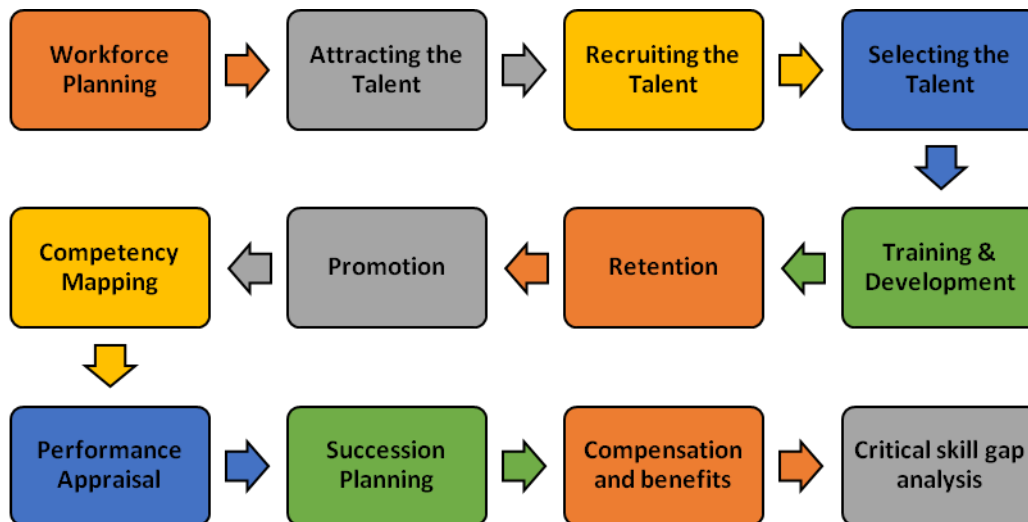 Workforce
Planning
Attracting the
Talent
Recruiting the
Talent
Selecting the
Talent
Competency
Mapping
Promotion
Retention
Training &
Development
Performance
Appraisal
Succession
Planning
Compensation
and benefits
Critical skill gap
analysis